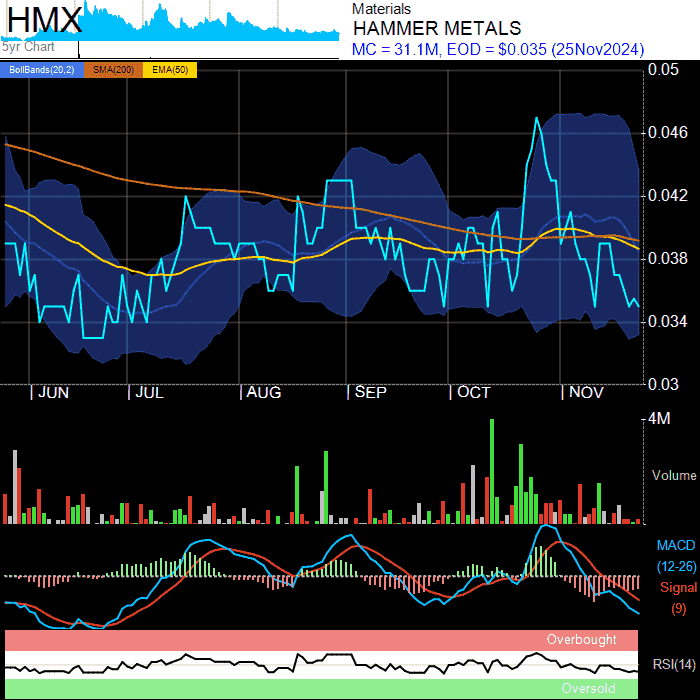 HMX
5yr Chart
Materials
HAMMER METALS
MC = 31.1M, EOD = $0.035 (25Nov2024)
BollBands(20,2) SMA(200) EMA(50)
0.05
0.046
0.042
0.038
0.034
0.03
JUN JUL AUG SEP OCT NOV
4M
Volume
MACD
(12-26)
Signal
(9)
Overbought
RSI(14)
Oversold